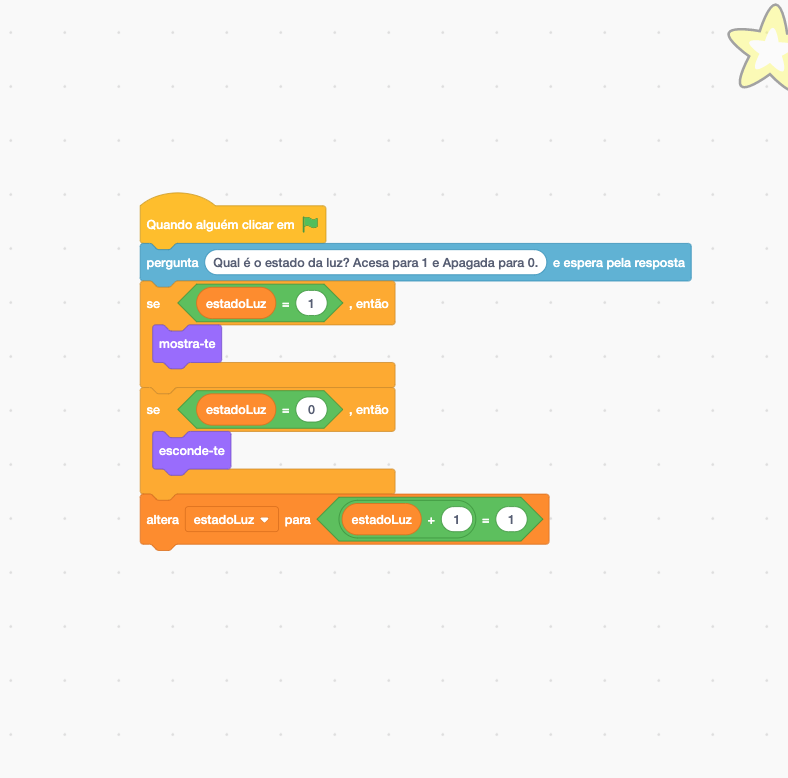 Quando alguém clicar em
pergunta Qual é o estado da luz? Acesa para 1 e Apagada para 0. e espera pela resposta
se estadoLuz = 1 , então
mostra-te
se estadoLuz = 0 , então
esconde-te
altera estadoLuz para estadoLuz + 1 = 1